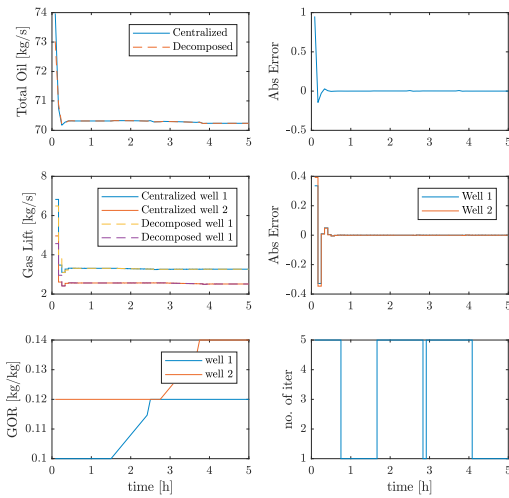 74
73
72
71
70
Total Oil [kg/s]
Centralized
Decomposed
0 1 2 3 4 5
1
0.5
0
-0.5
Abs Error
0 1 2 3 4 5
8
6
4
2
Gas Lift [kg/s]
Centralized well 1
Centralized well 2
Decomposed well 1
Decomposed well 1
0 1 2 3 4 5
0.4
0.2
0
-0.2
-0.4
Abs Error
Well 1
Well 2
0 1 2 3 4 5
0.14
0.13
0.12
0.11
0.1
GOR [kg/kg]
well 1
well 2
0 1 2 3 4 5
time [h]
5
4
3
2
1
no. of iter
0 1 2 3 4 5
time [h]